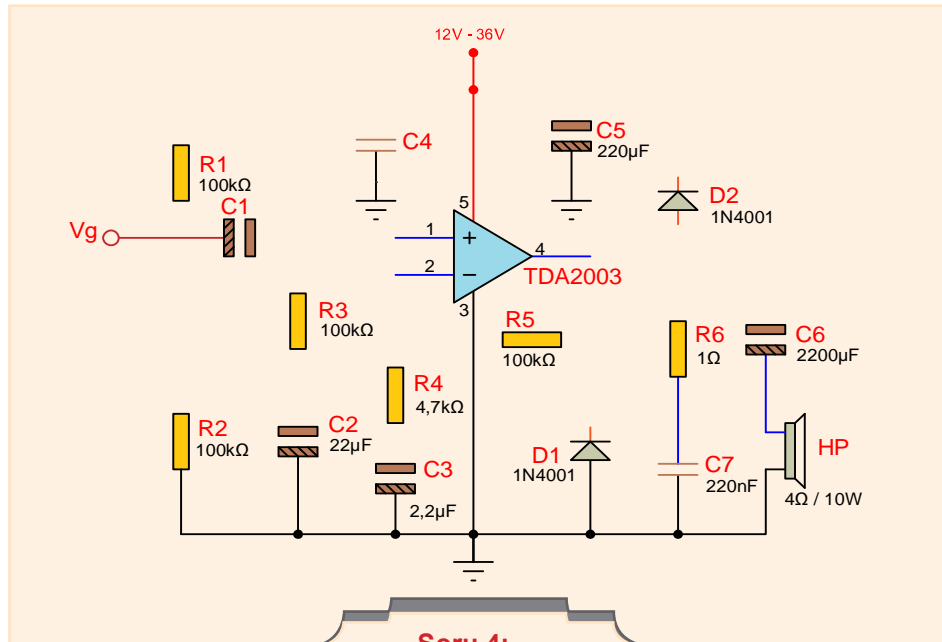 12V - 36V
C4
C5
220µF
R1
100kΩ
C1
D2
1N4001
Vg
5
1
+
4
2
−
TDA2003
3
R3
100kΩ
R5
100kΩ
R6
1Ω
C6
2200µF
R4
4,7kΩ
R2
100kΩ
C2
22µF
C3
2,2µF
D1
1N4001
C7
220nF
HP
4Ω / 10W